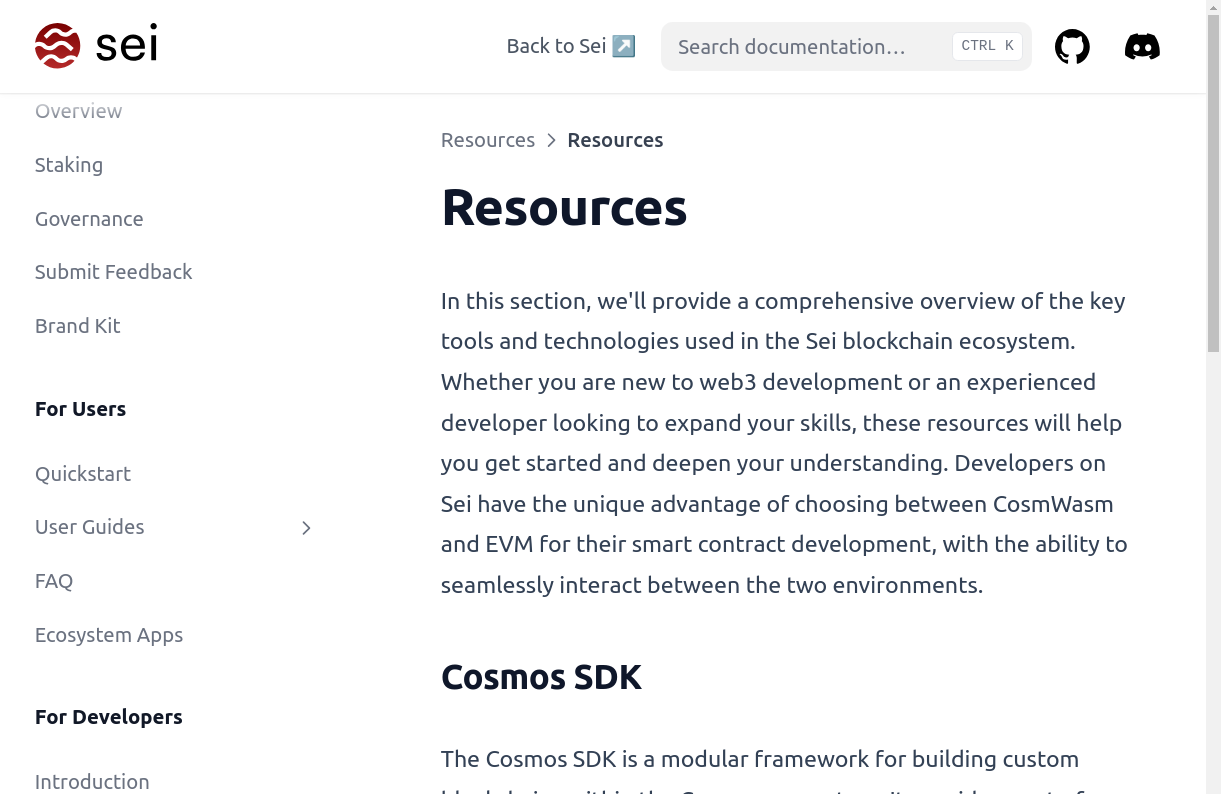 sei
Back to Sei ↗️
Search documentation…
CTRL K
Overview
Staking
Governance
Submit Feedback
Brand Kit
For Users
Quickstart
User Guides
FAQ
Ecosystem Apps
For Developers
Introduction
Resources > Resources
Resources
In this section, we'll provide a comprehensive overview of the key
tools and technologies used in the Sei blockchain ecosystem.
Whether you are new to web3 development or an experienced
developer looking to expand your skills, these resources will help
you get started and deepen your understanding. Developers on
Sei have the unique advantage of choosing between CosmWasm
and EVM for their smart contract development, with the ability to
seamlessly interact between the two environments.
Cosmos SDK
The Cosmos SDK is a modular framework for building custom